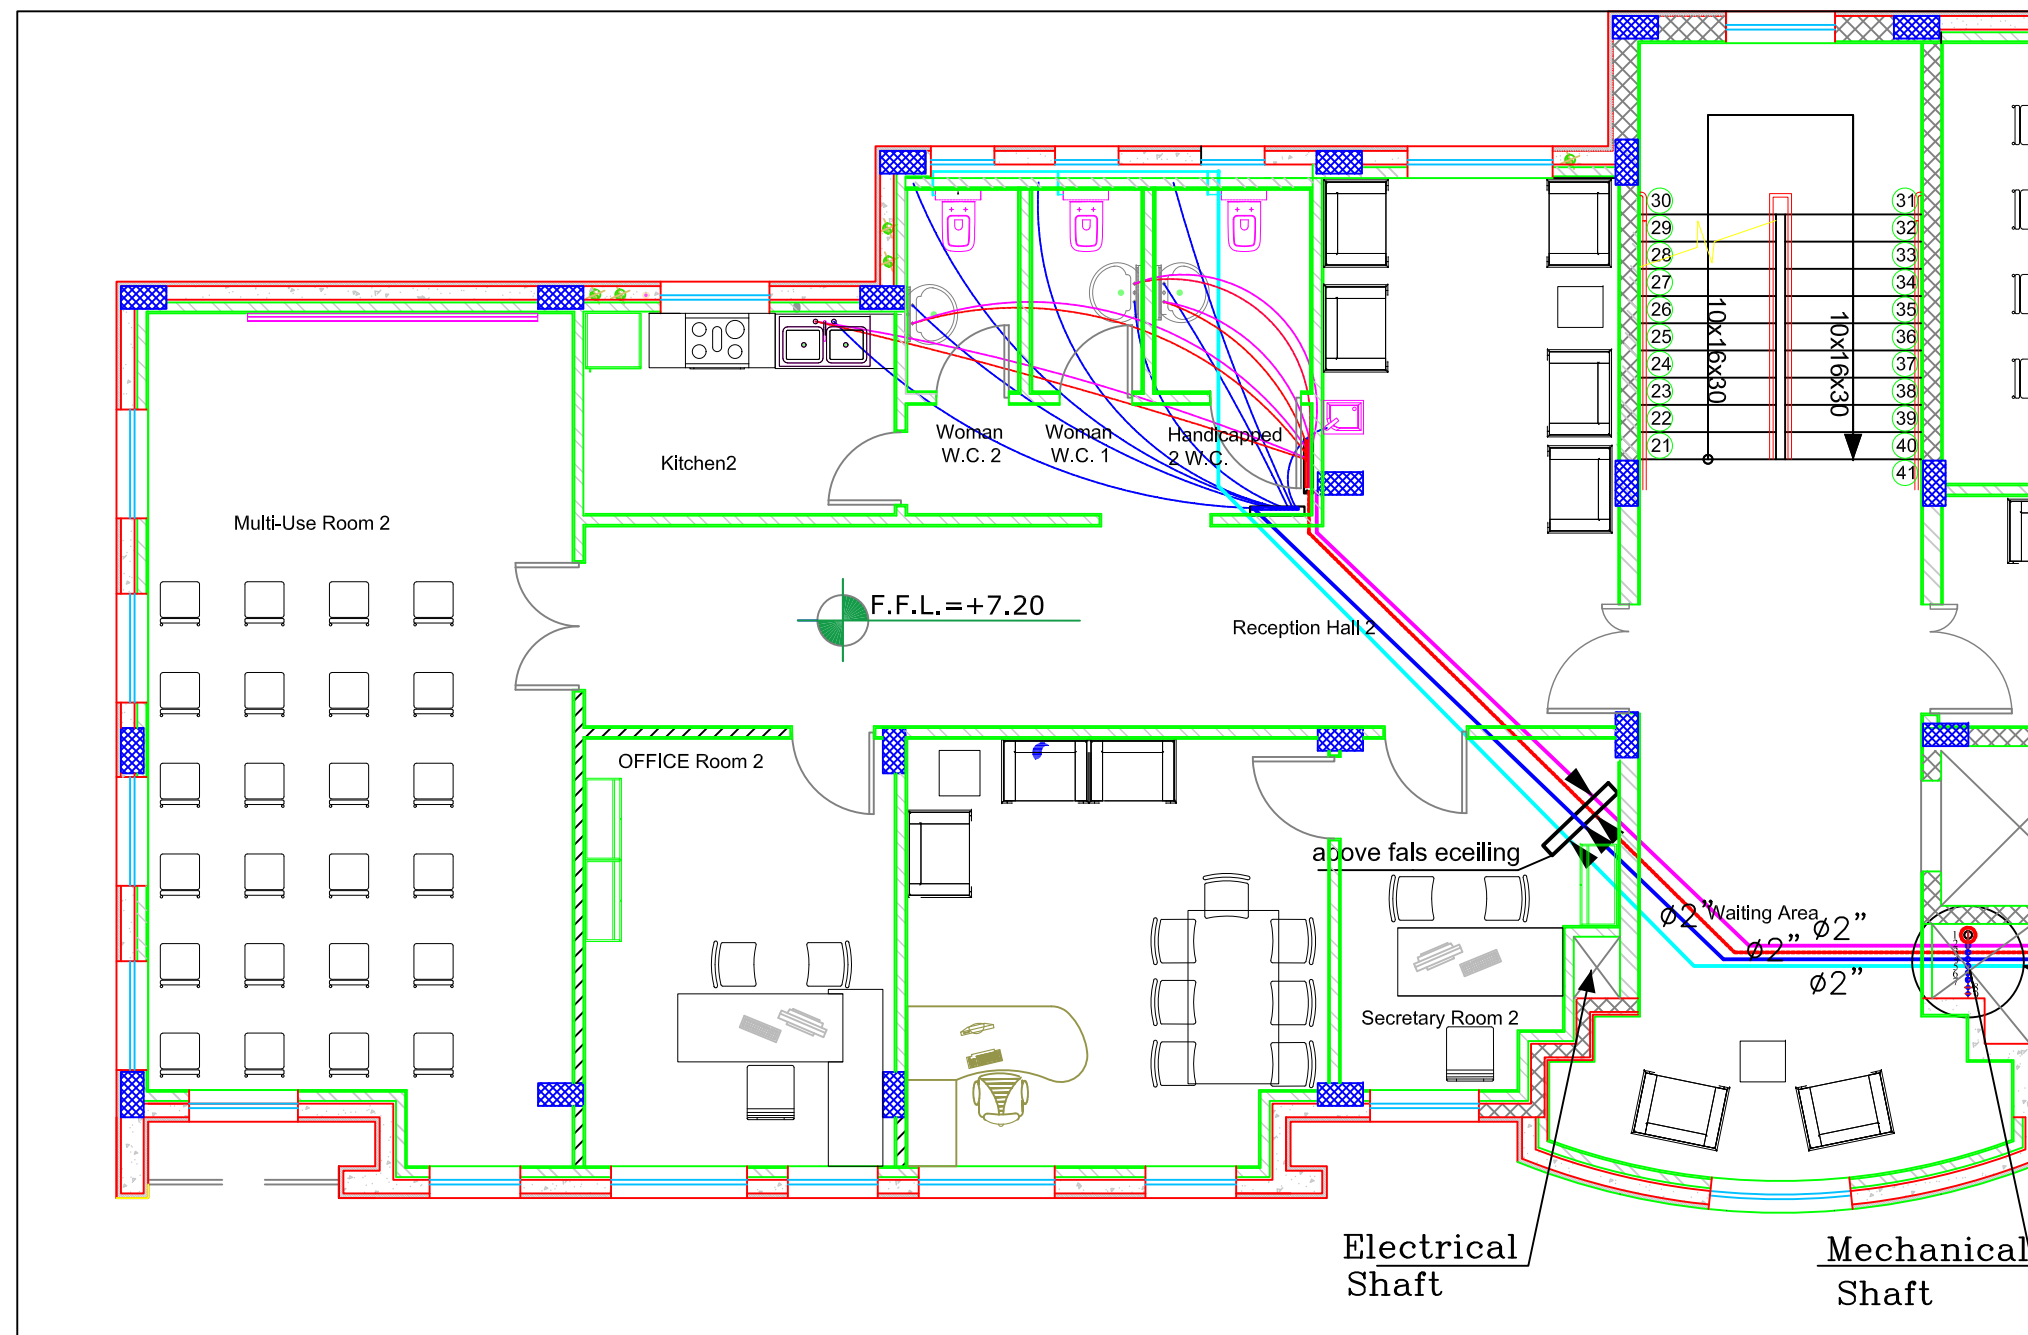 30
31
29
32
28
33
27
34
26
35
25
36
24
37
23
38
22
39
21
40
41
10x16x30
10x16x30
Woman
W.C. 2
Woman
W.C. 1
Handicapped
2 W.C.
Kitchen2
Multi-Use Room 2
F.F.L.=+7.20
Reception Hall 2
OFFICE Room 2
above fals eceiling
ø2”
Waiting Area
ø2”
ø2”
ø2”
Secretary Room 2
Electrical
Shaft
Mechanical
Shaft